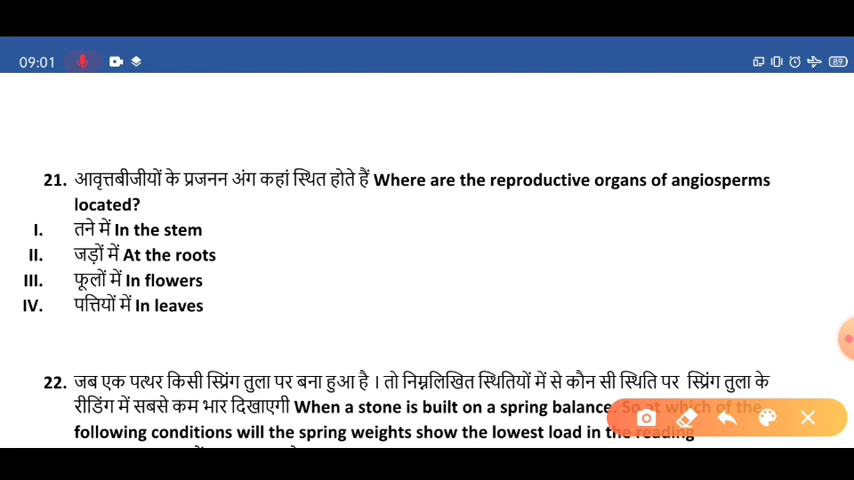 09:01
89
21. आवृत्तबीजीयों के प्रजनन अंग कहां स्थित होते हैं Where are the reproductive organs of angiosperms
located?
I. तने में In the stem
II. जड़ों में At the roots
III. फूलों में In flowers
IV. पत्तियों में In leaves
22. जब एक पत्थर किसी स्प्रिंग तुला पर बना हुआ है । तो निम्नलिखित स्थितियों में से कौन सी स्थिति पर स्प्रिंग तुला के
रीडिंग में सबसे कम भार दिखाएगी When a stone is built on a spring balance. So at which of the
following conditions will the spring weights show the lowest load in the reading